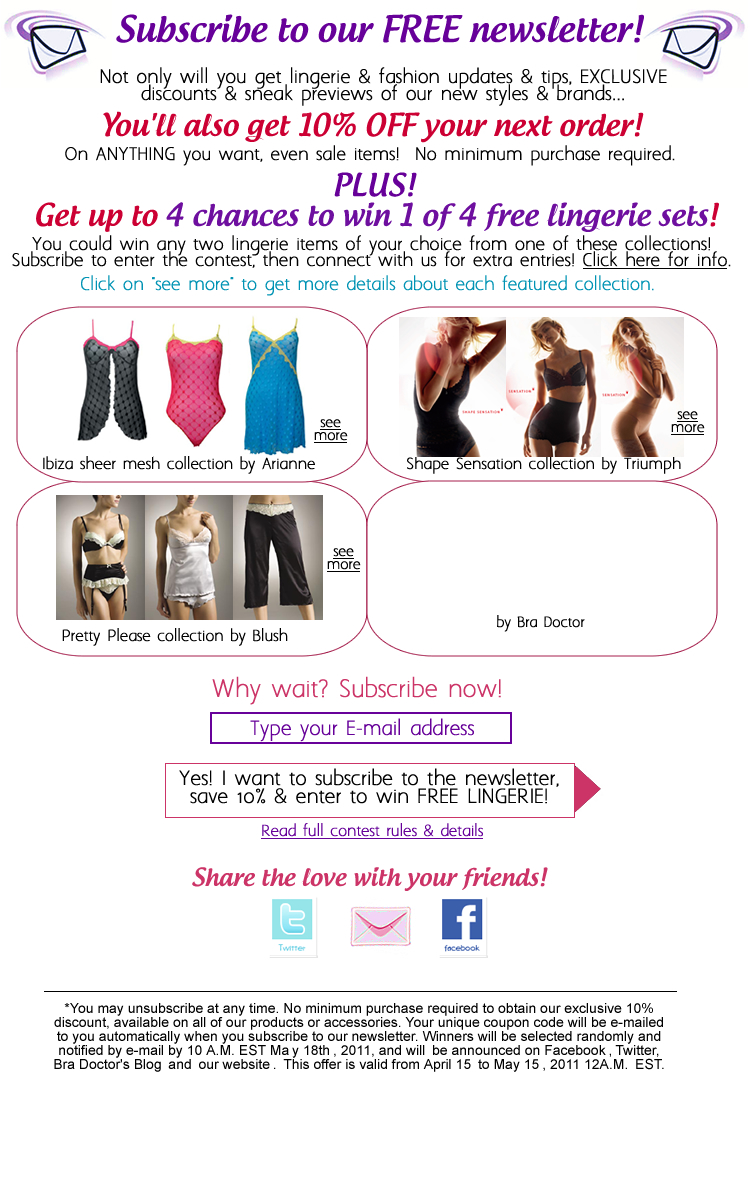 Subscribe to our FREE newsletter!
Not only will you get lingerie & fashion updates & tips, EXCLUSIVE
discounts & sneak previews of our new styles & brands...
You'll also get 10% OFF your next order!
On ANYTHING you want, even sale items! No minimum purchase required.
PLUS!
Get up to 4 chances to win 1 of 4 free lingerie sets!
You could win any two lingerie items of your choice from one of these collections!
Subscribe to enter the contest, then connect with us for extra entries! Click here for info.
Click on "see more" to get more details about each featured collection.
see
more
Ibiza sheer mesh collection by Arianne
SHAPE SENSATION
SENSATION
SENSATION
see
more
Shape Sensation collection by Triumph
see
more
Pretty Please collection by Blush
by Bra Doctor
Why wait? Subscribe now!
Type your E-mail address
Yes! I want to subscribe to the newsletter,
save 10% & enter to win FREE LINGERIE!
Read full contest rules & details
Share the love with your friends!
Twitter
facebook
*You may unsubscribe at any time. No minimum purchase required to obtain our exclusive 10%
discount, available on all of our products or accessories. Your unique coupon code will be e-mailed
to you automatically when you subscribe to our newsletter. Winners will be selected randomly and
notified by e-mail by 10 A.M. EST May 18th , 2011, and will be announced on Facebook , Twitter,
Bra Doctor's Blog and our website . This offer is valid from April 15 to May 15 , 2011 12A.M. EST.